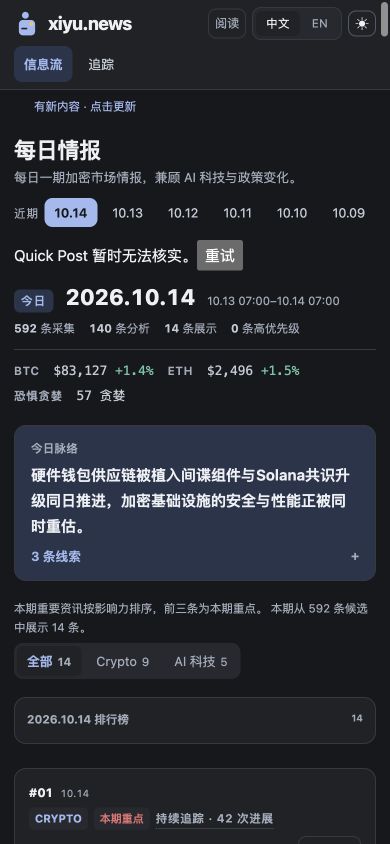 xiyu.news
阅读
中文
EN
信息流
追踪
有新内容 · 点击更新
每日情报
每日一期加密市场情报，兼顾 AI 科技与政策变化。
近期 10.14 10.13 10.12 10.11 10.10 10.09
Quick Post 暂时无法核实。 重试
今日 2026.10.14 10.13 07:00–10.14 07:00
592 条采集 140 条分析 14 条展示 0 条高优先级
BTC $83,127 +1.4% ETH $2,496 +1.5%
恐惧贪婪 57 贪婪
今日脉络
硬件钱包供应链被植入间谍组件与Solana共识升
级同日推进，加密基础设施的安全与性能正被同
时重估。
3 条线索 +
本期重要资讯按影响力排序，前三条为本期重点。 本期从 592 条候选
中展示 14 条。
全部 14 Crypto 9 AI 科技 5
2026.10.14 排行榜 14
#01 10.14
CRYPTO 本期重点 持续追踪 · 42 次进展